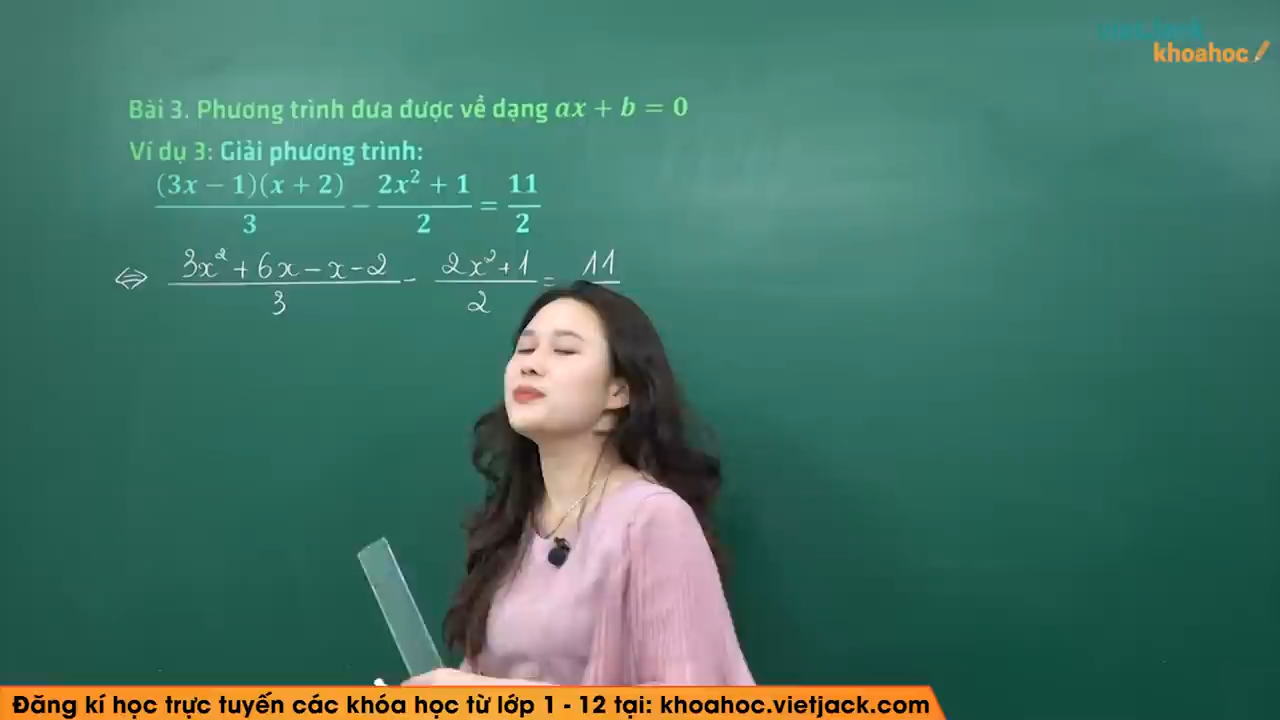 khoahoc
Bài 3. Phương trình đưa được về dạng ax + b = 0
Ví dụ 3: Giải phương trình:
(3x − 1)(x + 2)/3 − (2x² + 1)/2 = 11/2
⇔ (3x² + 6x − x − 2)/3 − (2x² + 1)/2 = 11
Đăng kí học trực tuyến các khóa học từ lớp 1 - 12 tại: khoahoc.vietjack.com